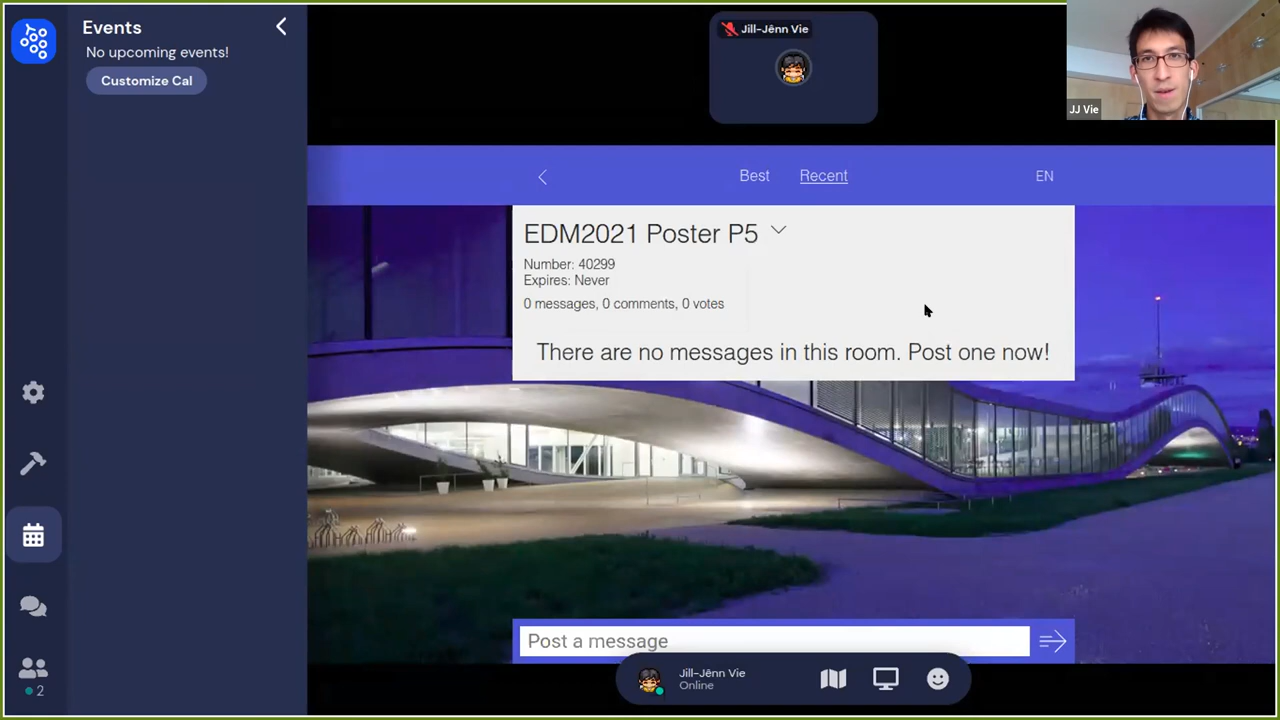 Events
No upcoming events!
Customize Cal
2
Jill-Jênn Vie
JJ Vie
Best
Recent
EN
EDM2021 Poster P5
Number: 40299
Expires: Never
0 messages, 0 comments, 0 votes
There are no messages in this room. Post one now!
Post a message
Jill-Jênn Vie
Online